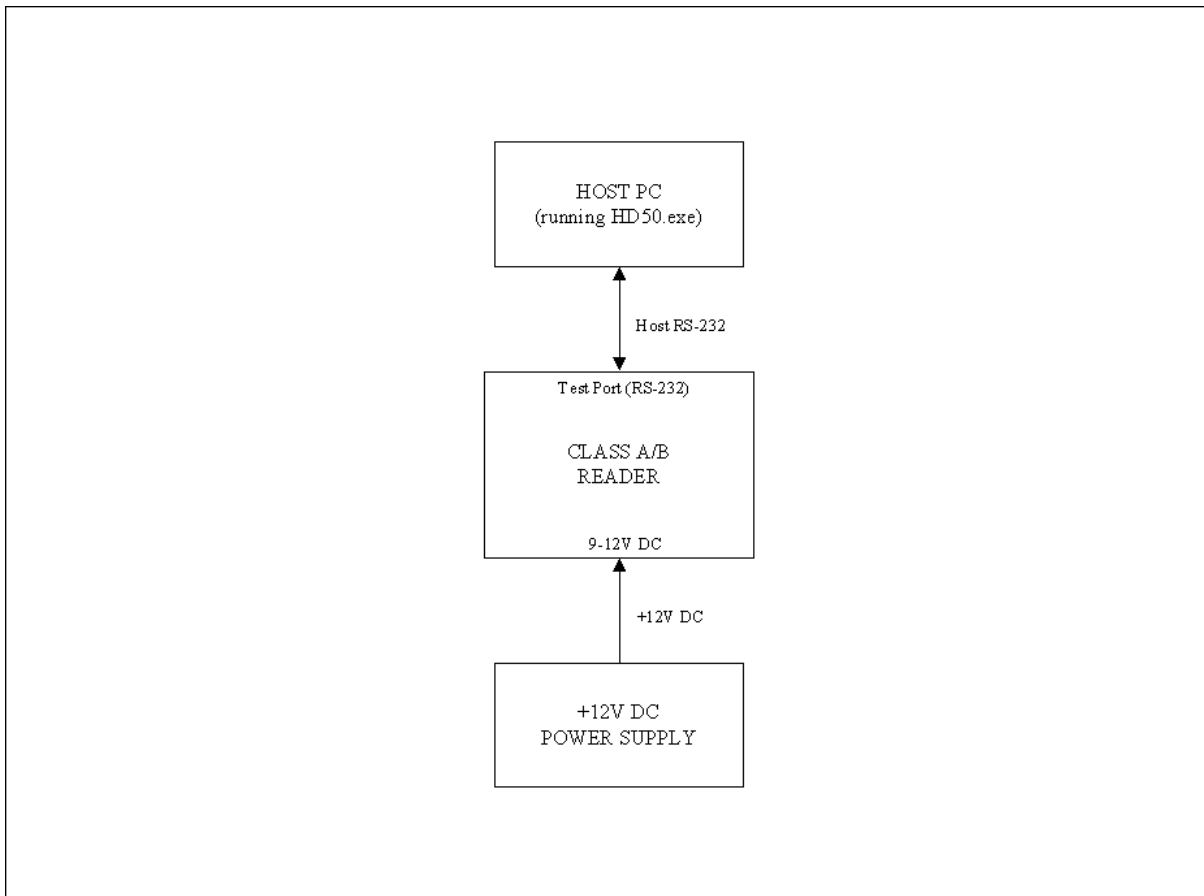 HOST PC
(running HD50.exe)
Host RS-232
Test Port (RS-232)
CLASS A/B
READER
9-12V DC
+12V DC
+12V DC
POWER SUPPLY